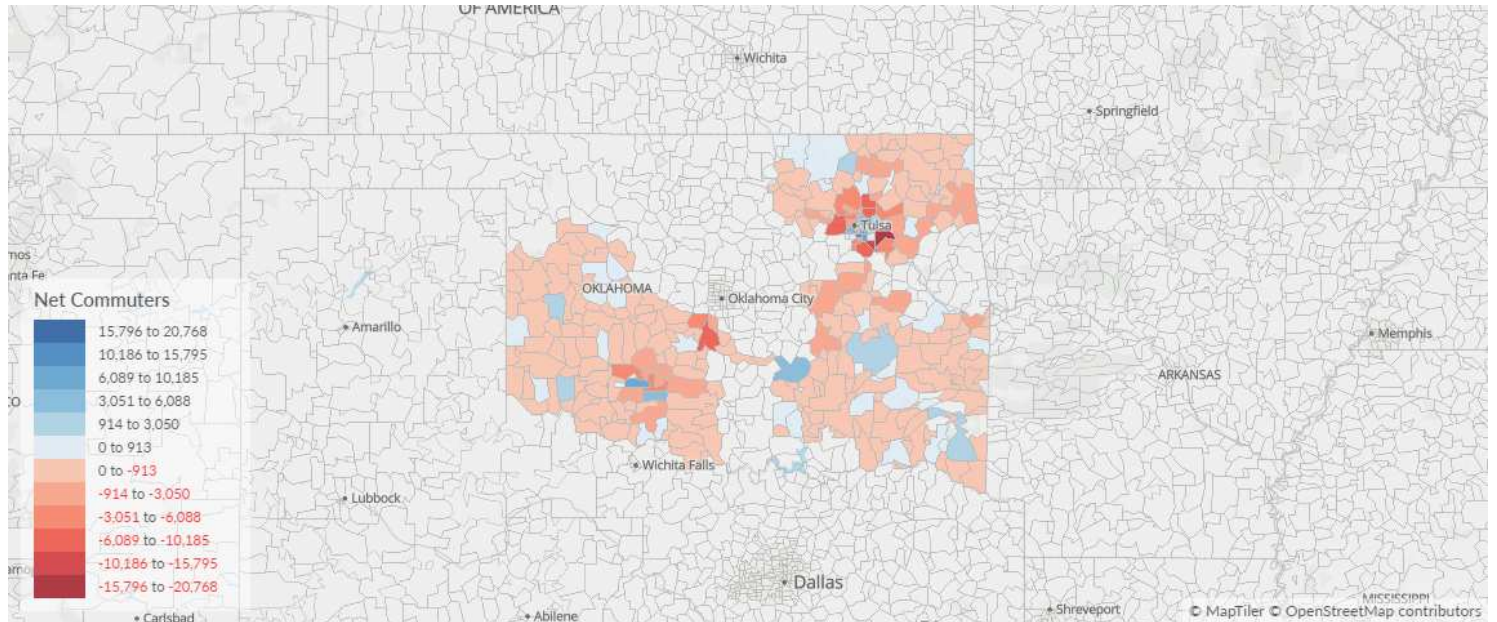 OF AMERICA
Wichita
Springfield
Tulsa
OKLAHOMA
Oklahoma City
Amarillo
Memphis
ARKANSAS
Wichita Falls
Lubbock
Dallas
Abilene
Shreveport
Carlsbad
MISSISSIPPI
Net Commuters
15,796 to 20,768
10,186 to 15,795
6,089 to 10,185
3,051 to 6,088
914 to 3,050
0 to 913
0 to -913
-914 to -3,050
-3,051 to -6,088
-6,089 to -10,185
-10,186 to -15,795
-15,796 to -20,768
© MapTiler © OpenStreetMap contributors